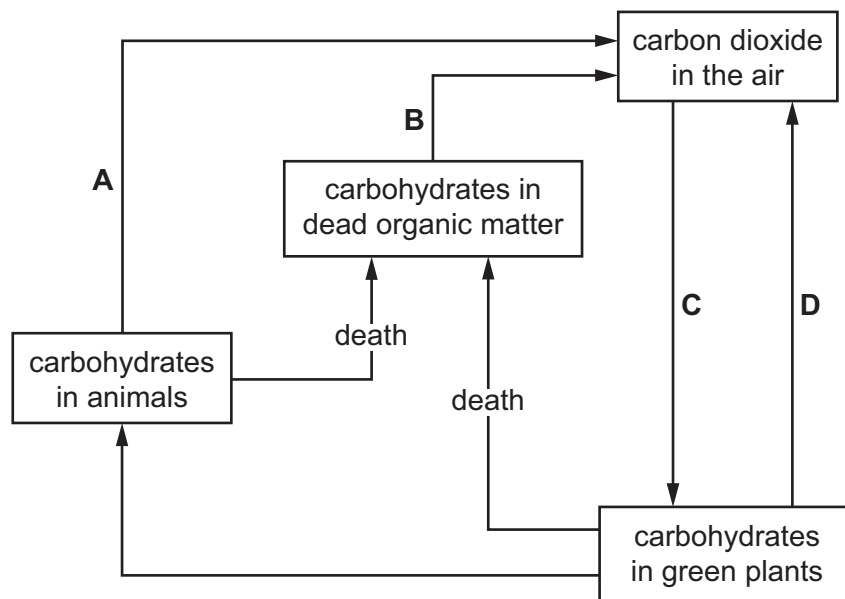 carbon dioxide
in the air
B
A
carbohydrates in
dead organic matter
C
D
death
carbohydrates
in animals
death
carbohydrates
in green plants